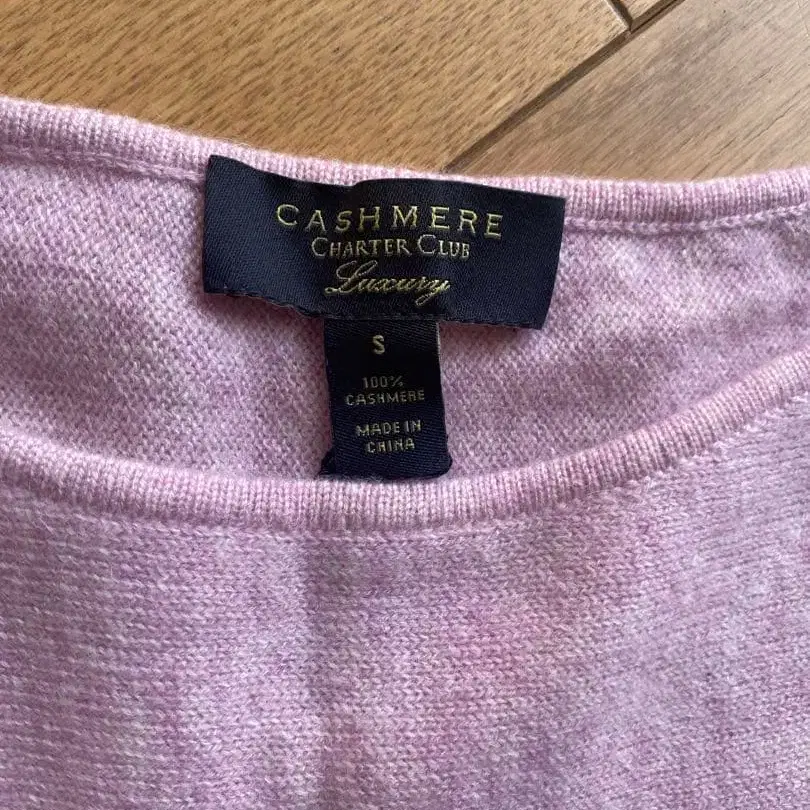 CASHMERE
CHARTER CLUB
Luxury
S
100%
CASHMERE
MADE IN
CHINA